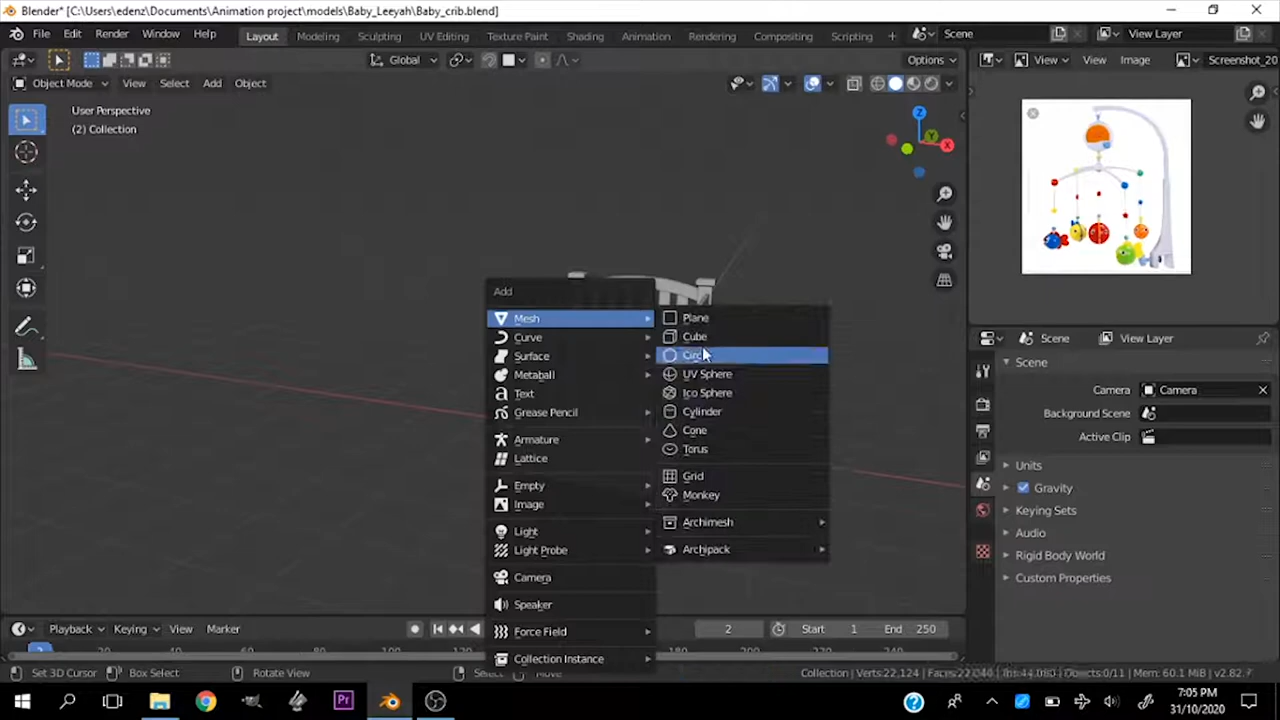 Blender* [C:\Users\edenz\Documents\Animation project\models\Baby_Leeyah\Baby_crib.blend]
File Edit Render Window Help Layout Modeling Sculpting UV Editing Texture Paint Shading Animation Rendering Compositing Scripting + Scene View Layer
Global Options View View Image Screenshot_20
Object Mode View Select Add Object
User Perspective
(2) Collection
Z
Y
X
Add
Mesh
Curve
Surface
Metaball
Text
Grease Pencil
Armature
Lattice
Empty
Image
Light
Light Probe
Camera
Speaker
Force Field
Collection Instance
Plane
Cube
UV Sphere
Ico Sphere
Cylinder
Cone
Torus
Grid
Monkey
Archimesh
Archipack
Scene View Layer
Scene
Camera Camera
Background Scene
Active Clip
Units
Gravity
Keying Sets
Audio
Rigid Body World
Custom Properties
Playback Keying View Marker 2 Start 1 End 250
20 180
Set 3D Cursor Box Select Rotate View Select Move Collection | Verts:22,124 | Objects:0/11 | Mem: 60.1 MiB | v2.82.7
Pr
7:05 PM
31/10/2020